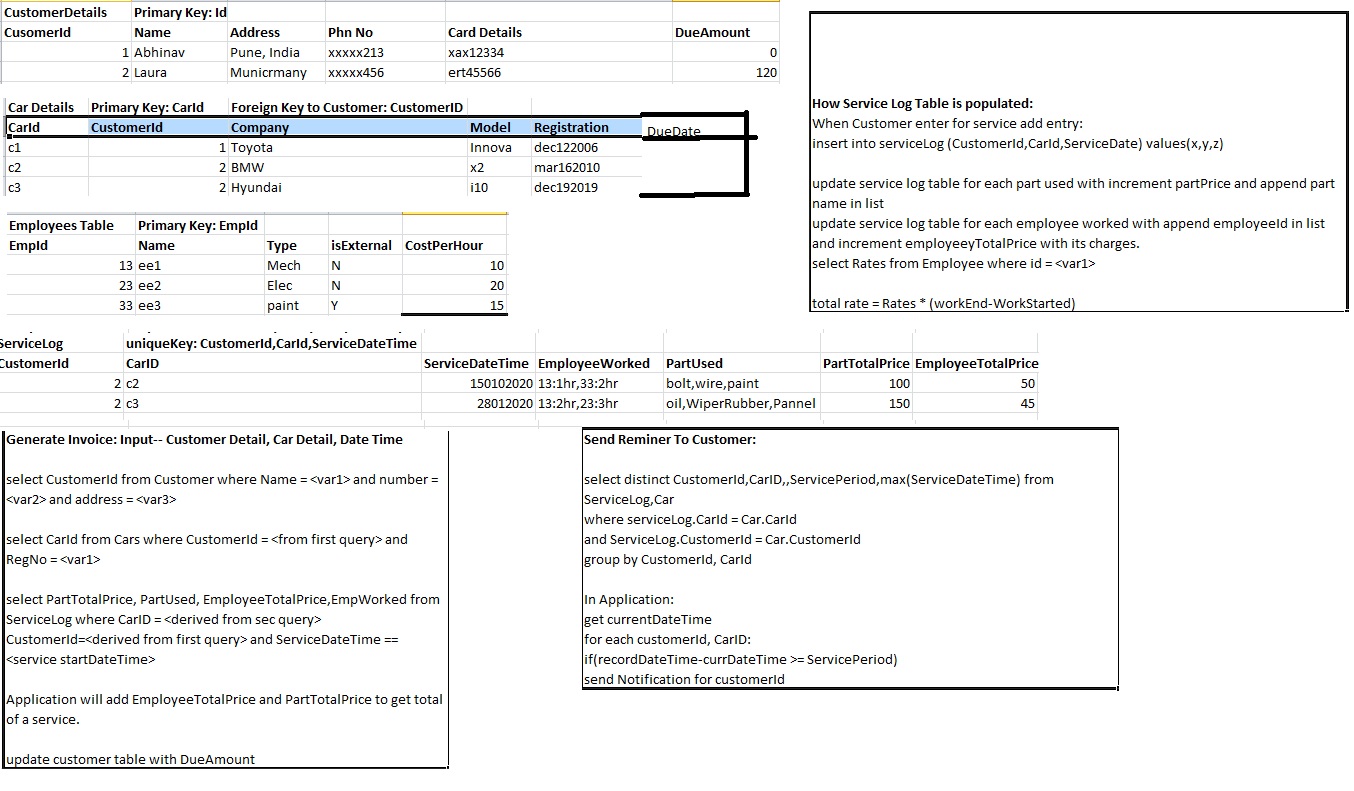 CustomerDetails Primary Key: Id
CusomerId Name Address Phn No Card Details DueAmount
1 Abhinav Pune, India xxxxx213 xax12334 0
2 Laura Municrmany xxxxx456 ert45566 120
Car Details Primary Key: CarId Foreign Key to Customer: CustomerID
CarId CustomerId Company Model Registration DueDate
c1 1 Toyota Innova dec122006
c2 2 BMW x2 mar162010
c3 2 Hyundai i10 dec192019
Employees Table Primary Key: EmpId
EmpId Name Type isExternal CostPerHour
13 ee1 Mech N 10
23 ee2 Elec N 20
33 ee3 paint Y 15
How Service Log Table is populated:
When Customer enter for service add entry:
insert into serviceLog (CustomerId,CarId,ServiceDate) values(x,y,z)
update service log table for each part used with increment partPrice and append part
name in list
update service log table for each employee worked with append employeeId in list
and increment employeeyTotalPrice with its charges.
select Rates from Employee where id = <var1>
total rate = Rates * (workEnd-WorkStarted)
ServiceLog uniqueKey: CustomerId,CarId,ServiceDateTime
CustomerId CarID ServiceDateTime EmployeeWorked PartUsed PartTotalPrice EmployeeTotalPrice
2 c2 150102020 13:1hr,33:2hr bolt,wire,paint 100 50
2 c3 28012020 13:2hr,23:3hr oil,WiperRubber,Pannel 150 45
Generate Invoice: Input-- Customer Detail, Car Detail, Date Time
select CustomerId from Customer where Name = <var1> and number =
<var2> and address = <var3>
select CarId from Cars where CustomerId = <from first query> and
RegNo = <var1>
select PartTotalPrice, PartUsed, EmployeeTotalPrice,EmpWorked from
ServiceLog where CarID = <derived from sec query>
CustomerId=<derived from first query> and ServiceDateTime ==
<service startDateTime>
Application will add EmployeeTotalPrice and PartTotalPrice to get total
of a service.
update customer table with DueAmount
Send Reminer To Customer:
select distinct CustomerId,CarID,,ServicePeriod,max(ServiceDateTime) from
ServiceLog,Car
where serviceLog.CarId = Car.CarId
and ServiceLog.CustomerId = Car.CustomerId
group by CustomerId, CarId
In Application:
get currentDateTime
for each customerId, CarID:
if(recordDateTime-currDateTime >= ServicePeriod)
send Notification for customerId